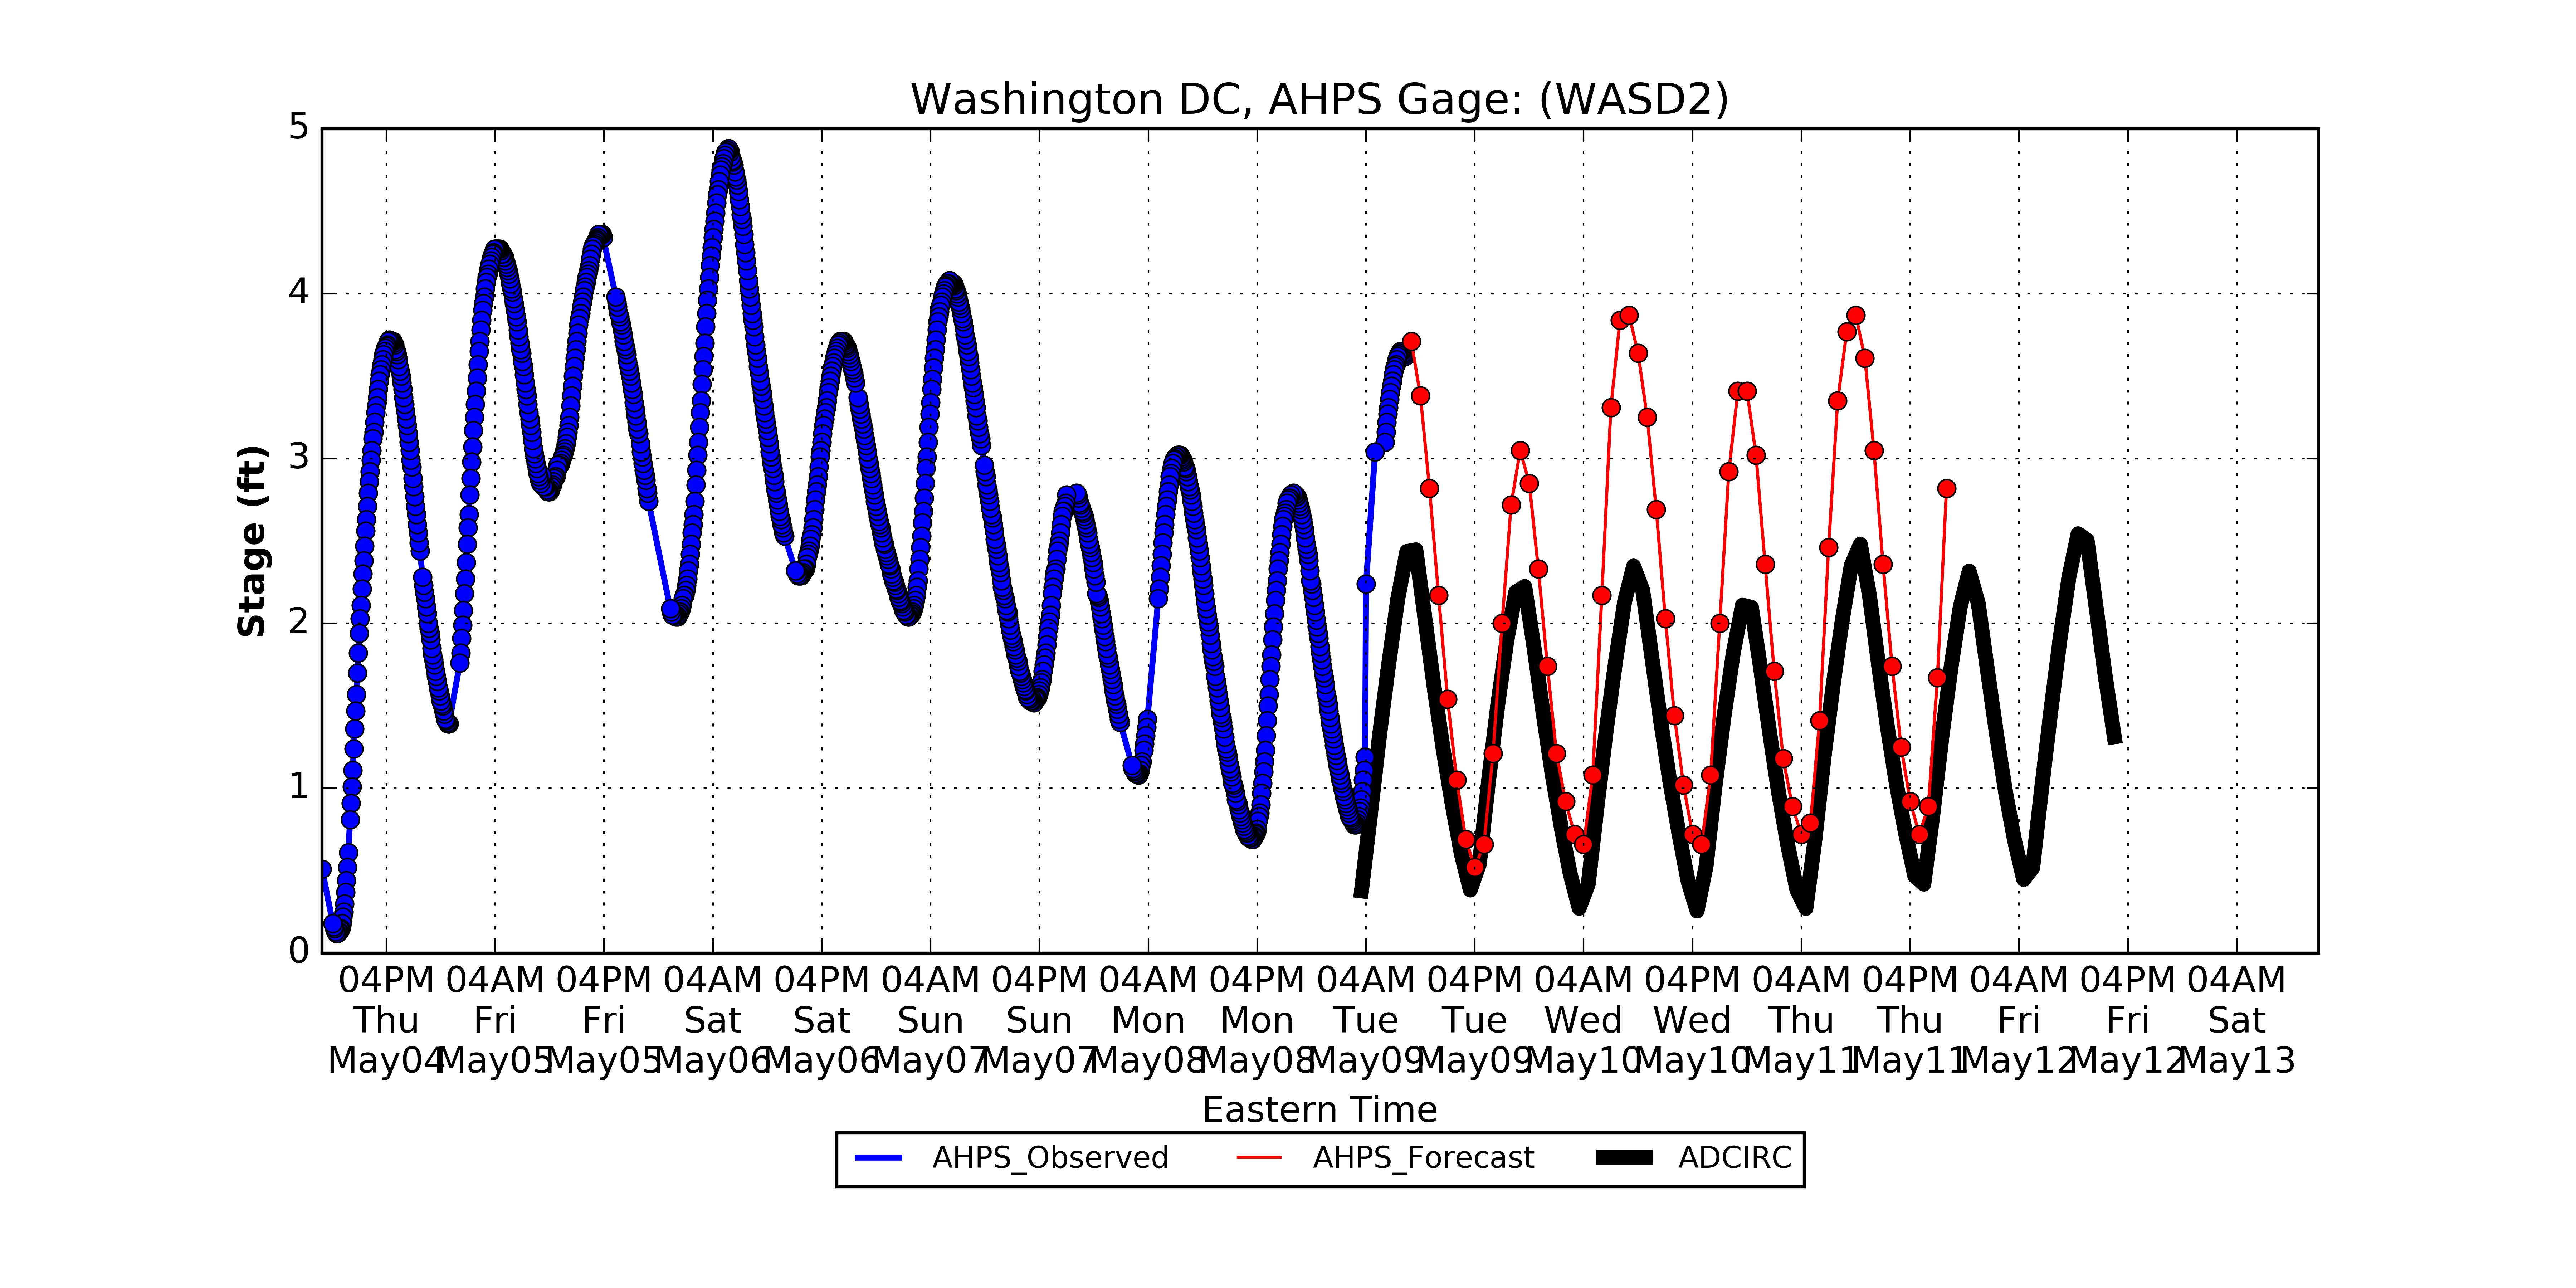 Washington DC, AHPS Gage: (WASD2)
5
4
3
2
1
0
Stage (ft)
04PM 04AM 04PM 04AM 04PM 04AM 04PM 04AM 04PM 04AM 04PM 04AM 04PM 04AM 04PM 04AM 04PM 04AM
Thu Fri Fri Sat Sat Sun Sun Mon Mon Tue Tue Wed Wed Thu Thu Fri Fri Sat
May04 May05 May05 May06 May06 May07 May07 May08 May08 May09 May09 May10 May10 May11 May11 May12 May12 May13
Eastern Time
AHPS_Observed AHPS_Forecast ADCIRC